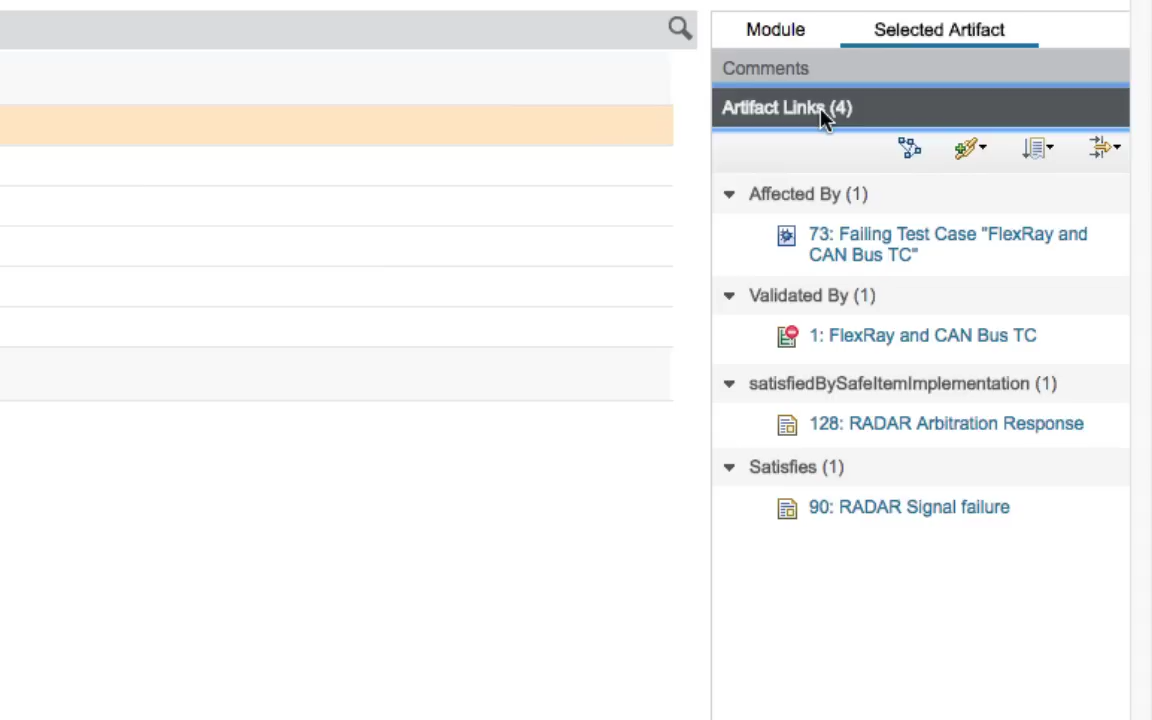 Module
Selected Artifact
Comments
Artifact Links (4)
Affected By (1)
73: Failing Test Case "FlexRay and
CAN Bus TC"
Validated By (1)
1: FlexRay and CAN Bus TC
satisfiedBySafeItemImplementation (1)
128: RADAR Arbitration Response
Satisfies (1)
90: RADAR Signal failure